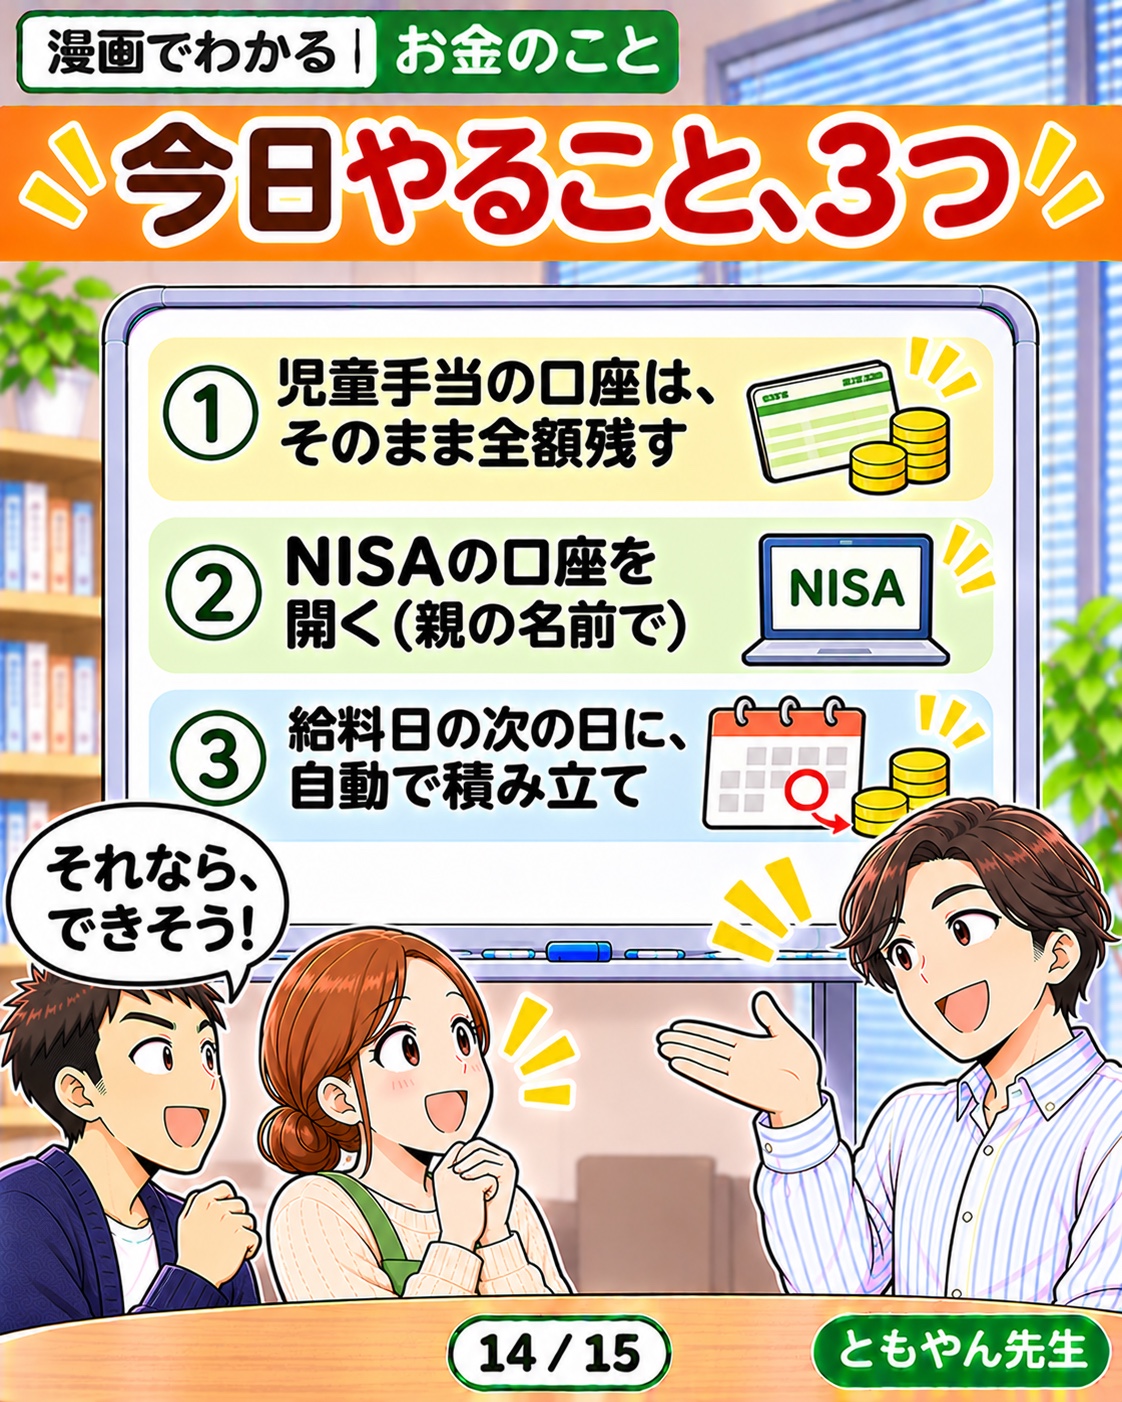 漫画でわかる | お金のこと
今日やること、3つ
① 児童手当の口座は、
そのまま全額残す
② NISAの口座を
開く(親の名前で)
NISA
③ 給料日の次の日に、
自動で積み立て
それなら、
できそう!
14 / 15
ともやん先生